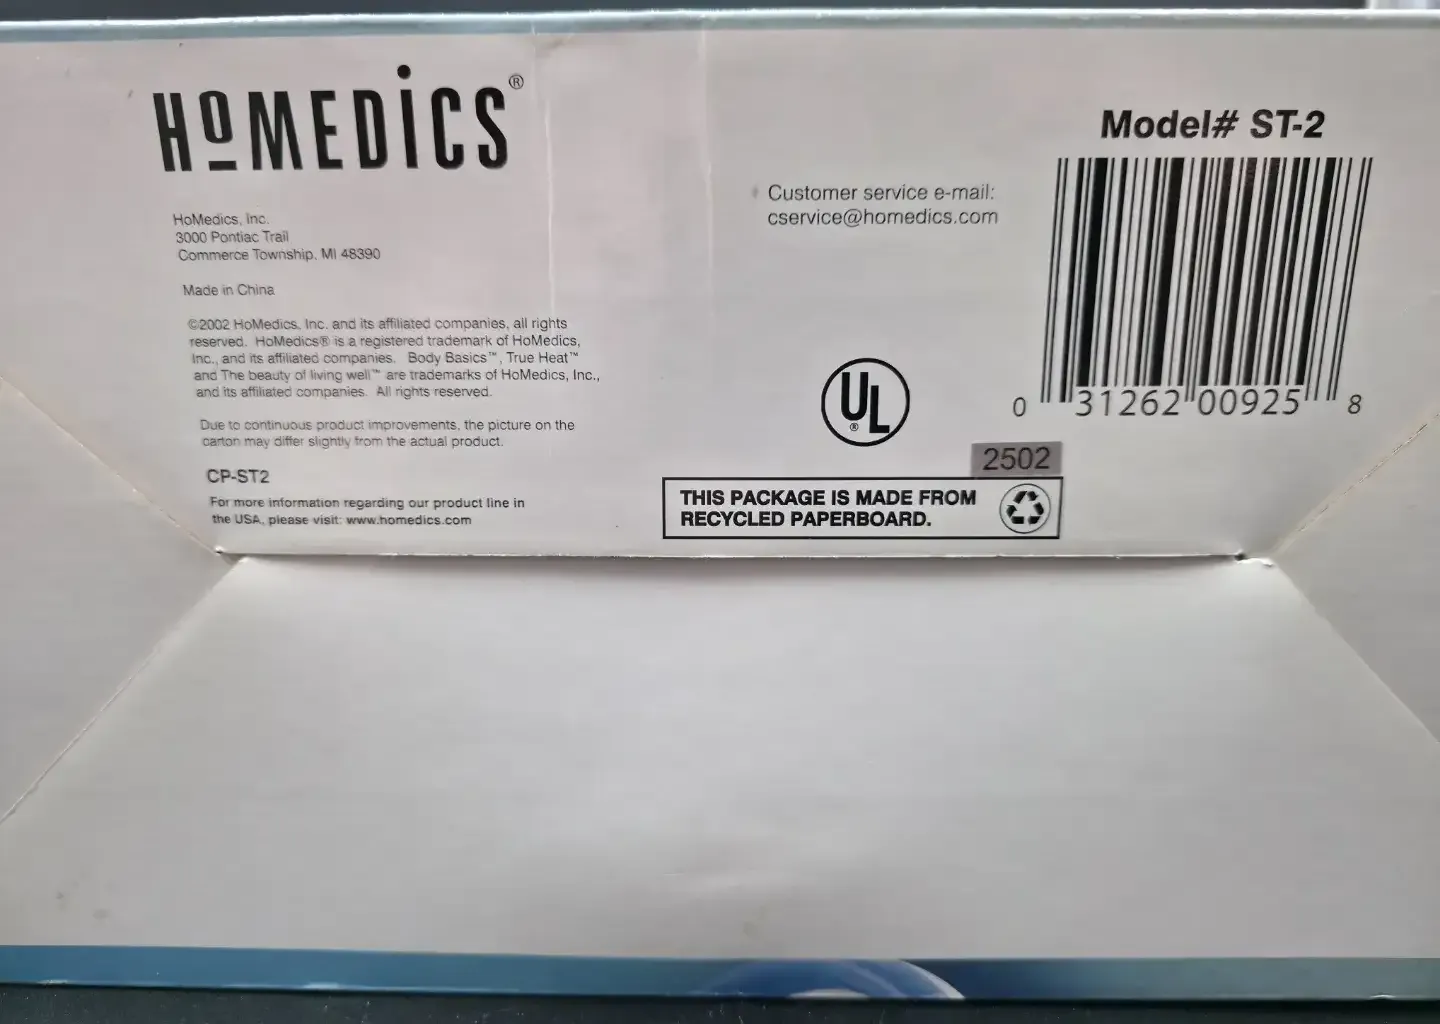 HoMEDiCS®
HoMedics, Inc.
3000 Pontiac Trail
Commerce Township, MI 48390
Made in China
©2002 HoMedics, Inc. and its affiliated companies, all rights
reserved. HoMedics® is a registered trademark of HoMedics,
Inc., and its affiliated companies. Body Basics™, True Heat™
and The beauty of living well™ are trademarks of HoMedics, Inc.,
and its affiliated companies. All rights reserved.
Due to continuous product improvements, the picture on the
carton may differ slightly from the actual product.
CP-ST2
For more information regarding our product line in
the USA, please visit: www.homedics.com
Customer service e-mail:
cservice@homedics.com
Model# ST-2
0 31262 00925 8
UL®
2502
THIS PACKAGE IS MADE FROM
RECYCLED PAPERBOARD.